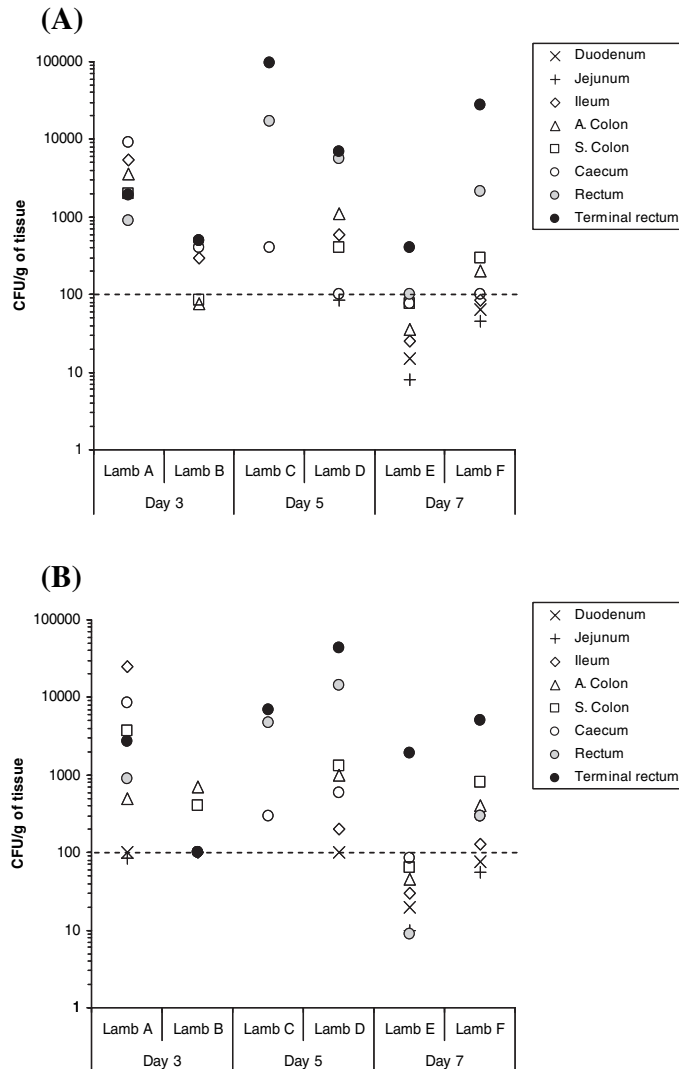 (A)
100000
10000
1000
100
10
1
CFU/g of tissue
Lamb A Lamb B Lamb C Lamb D Lamb E Lamb F
Day 3 Day 5 Day 7
Duodenum
Jejunum
Ileum
A. Colon
S. Colon
Caecum
Rectum
Terminal rectum
(B)
100000
10000
1000
100
10
1
CFU/g of tissue
Lamb A Lamb B Lamb C Lamb D Lamb E Lamb F
Day 3 Day 5 Day 7
Duodenum
Jejunum
Ileum
A. Colon
S. Colon
Caecum
Rectum
Terminal rectum